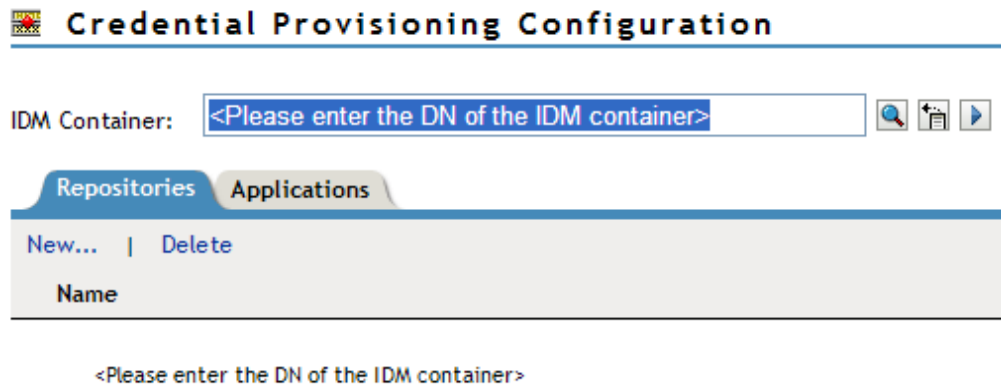 Credential Provisioning Configuration
IDM Container: <Please enter the DN of the IDM container>
Repositories Applications
New... | Delete
Name
<Please enter the DN of the IDM container>